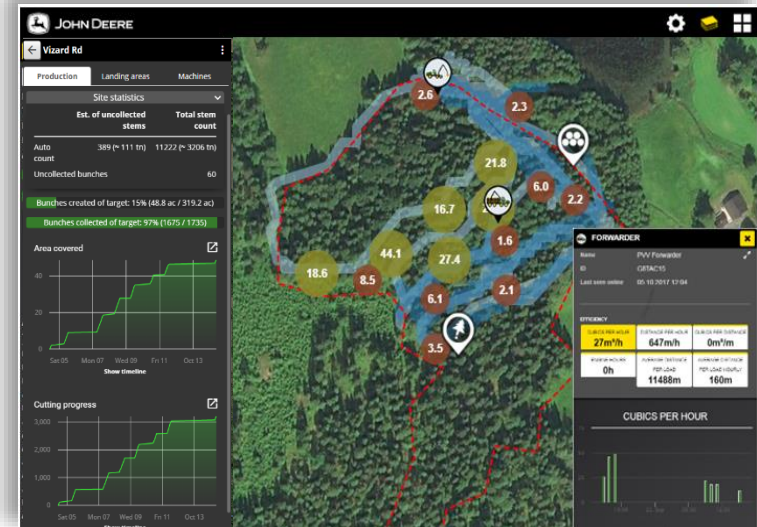 JOHN DEERE
Vizard Rd
Production Landing areas Machines
Site statistics
Est. of uncollected stems Total stem count
Auto count 389 (~ 111 tn) 11222 (~ 3206 tn)
Uncollected bunches 60
Bunches created of target: 15% (48.8 ac / 319.2 ac)
Bunches collected of target: 97% (1675 / 1735)
Area covered
40
20
0
Sat 05 Mon 07 Wed 09 Fri 11 Oct 13
Show timeline
Cutting progress
3,000
2,000
1,000
0
Sat 05 Mon 07 Wed 09 Fri 11 Oct 13
Show timeline
2.6
2.3
21.8
6.0
2.2
16.7
1.6
44.1
27.4
18.6
8.5
2.1
6.1
3.5
FORWARDER
Name PVV Forwarder
ID
Last seen online 05 10 2017 12:04
EFFICIENCY
CUBICS PER HOUR
27m³/h
DISTANCE PER HOUR
647m/h
CUBICS PER DISTANCE
0m³/m
ENGINE HOURS
0h
AVERAGE DISTANCE PER LOAD
11488m
AVERAGE DISTANCE PER LOAD HOURLY
160m
CUBICS PER HOUR